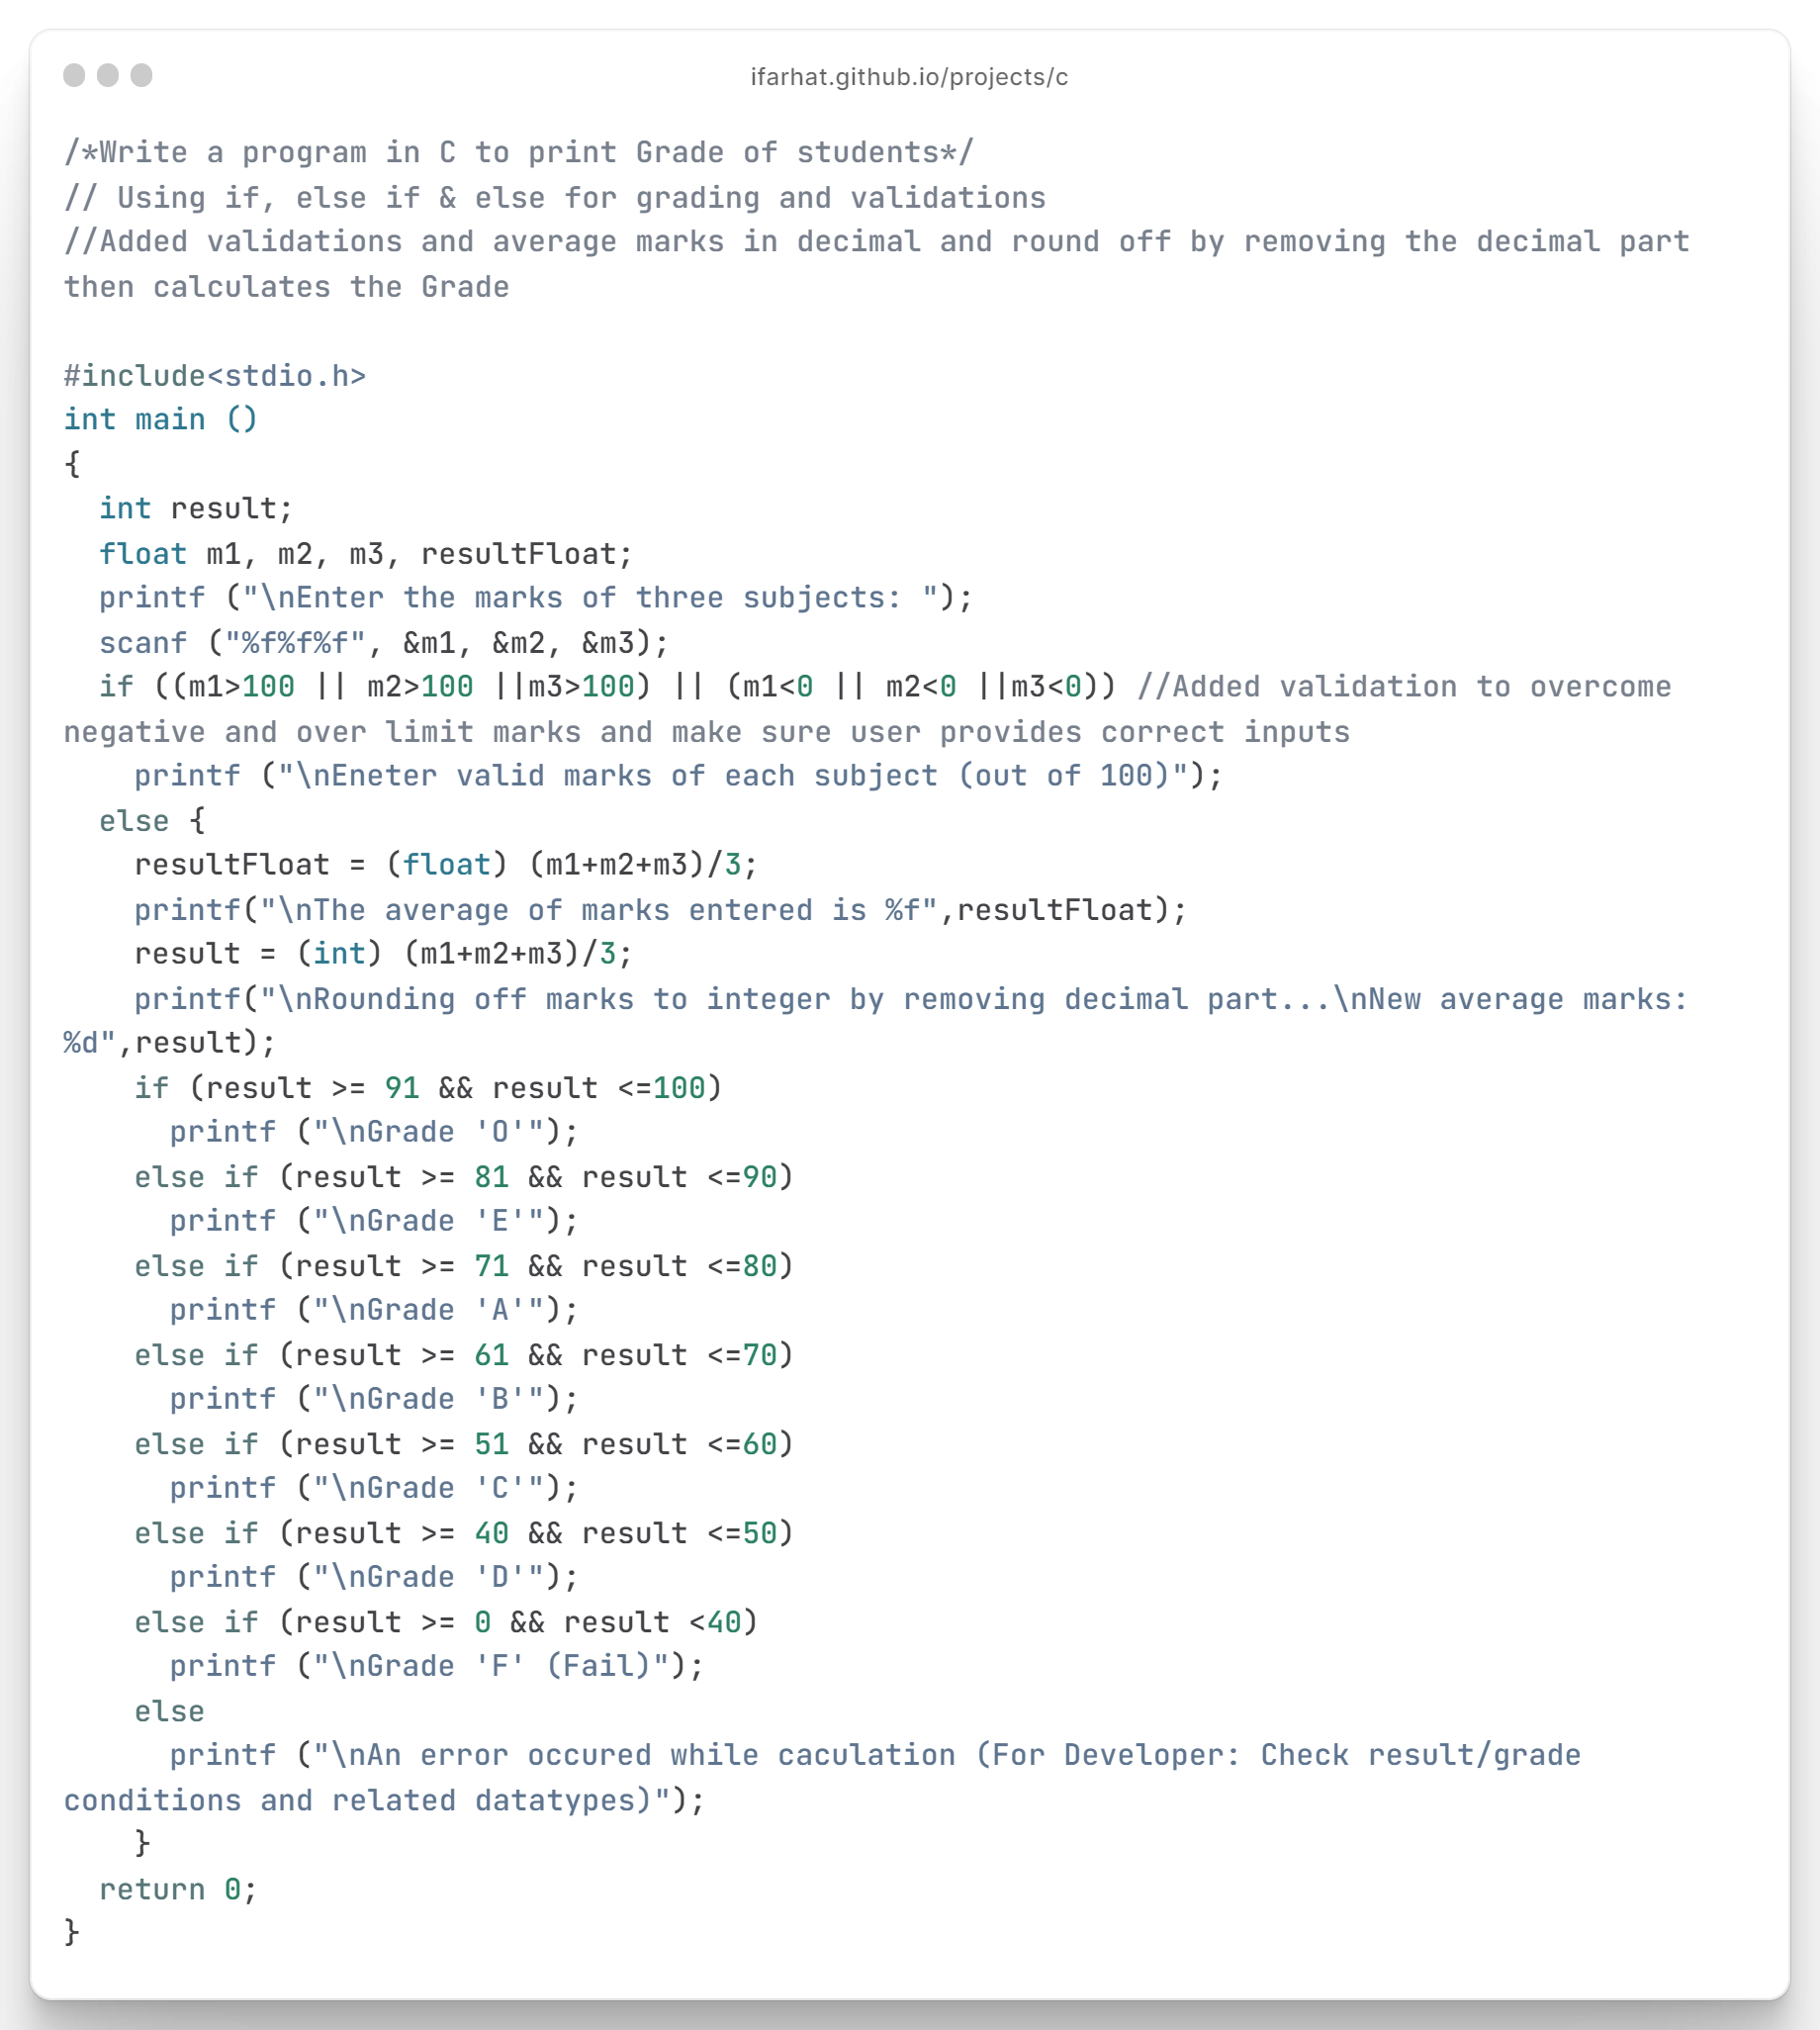 ifarhat.github.io/projects/c
/*Write a program in C to print Grade of students*/
// Using if, else if & else for grading and validations
//Added validations and average marks in decimal and round off by removing the decimal part
then calculates the Grade
#include<stdio.h>
int main ()
{
  int result;
  float m1, m2, m3, resultFloat;
  printf ("\nEnter the marks of three subjects: ");
  scanf ("%f%f%f", &m1, &m2, &m3);
  if ((m1>100 || m2>100 ||m3>100) || (m1<0 || m2<0 ||m3<0)) //Added validation to overcome
negative and over limit marks and make sure user provides correct inputs
    printf ("\nEneter valid marks of each subject (out of 100)");
  else {
    resultFloat = (float) (m1+m2+m3)/3;
    printf("\nThe average of marks entered is %f",resultFloat);
    result = (int) (m1+m2+m3)/3;
    printf("\nRounding off marks to integer by removing decimal part...\nNew average marks:
%d",result);
    if (result >= 91 && result <=100)
      printf ("\nGrade 'O'");
    else if (result >= 81 && result <=90)
      printf ("\nGrade 'E'");
    else if (result >= 71 && result <=80)
      printf ("\nGrade 'A'");
    else if (result >= 61 && result <=70)
      printf ("\nGrade 'B'");
    else if (result >= 51 && result <=60)
      printf ("\nGrade 'C'");
    else if (result >= 40 && result <=50)
      printf ("\nGrade 'D'");
    else if (result >= 0 && result <40)
      printf ("\nGrade 'F' (Fail)");
    else
      printf ("\nAn error occured while caculation (For Developer: Check result/grade
conditions and related datatypes)");
    }
  return 0;
}